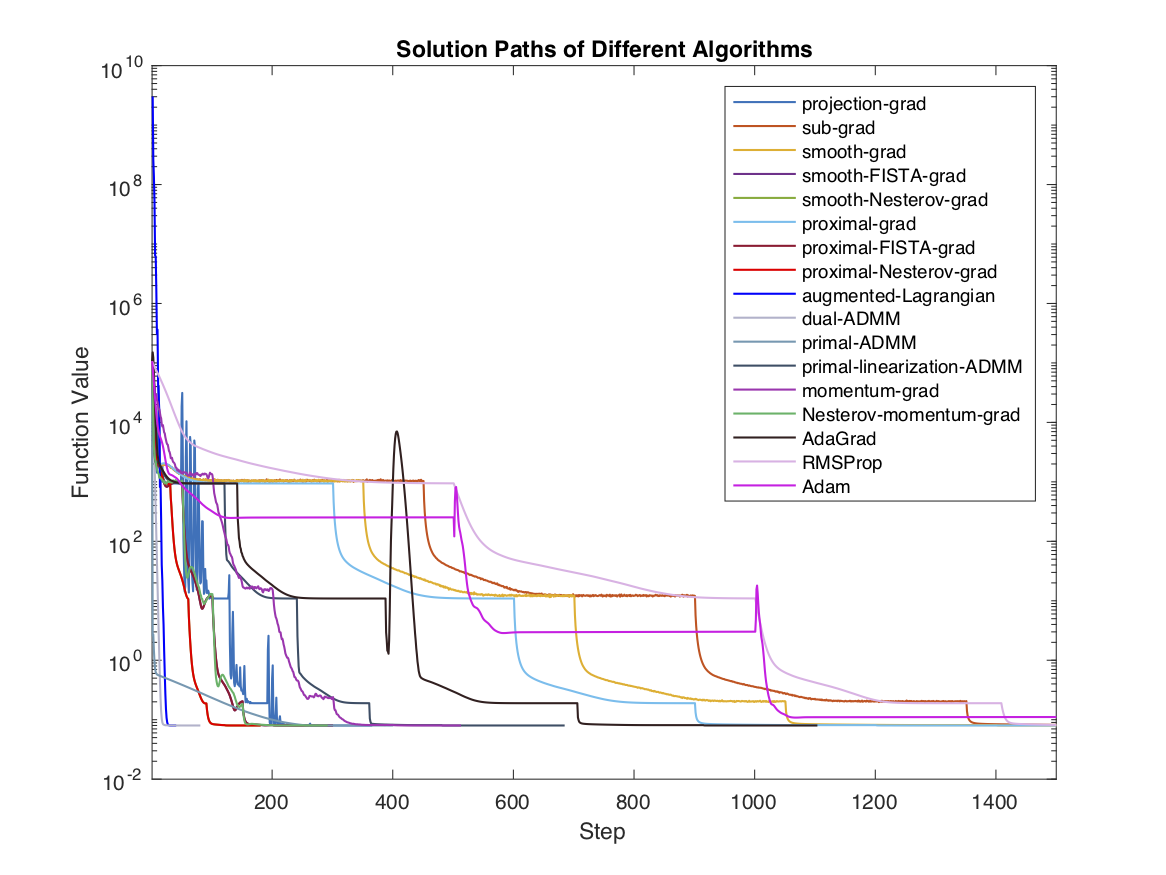 Solution Paths of Different Algorithms
10^10
10^8
10^6
10^4
10^2
10^0
10^-2
Function Value
projection-grad
sub-grad
smooth-grad
smooth-FISTA-grad
smooth-Nesterov-grad
proximal-grad
proximal-FISTA-grad
proximal-Nesterov-grad
augmented-Lagrangian
dual-ADMM
primal-ADMM
primal-linearization-ADMM
momentum-grad
Nesterov-momentum-grad
AdaGrad
RMSProp
Adam
200 400 600 800 1000 1200 1400
Step